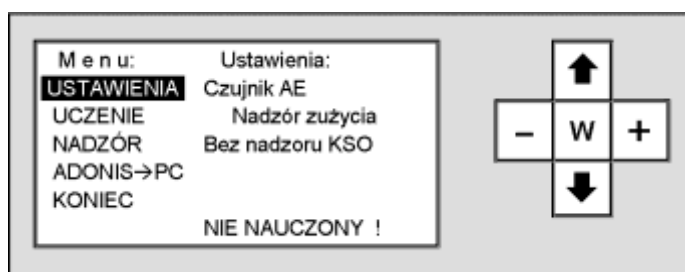 M e n u: Ustawienia:
USTAWIENIA Czujnik AE
UCZENIE Nadzór zużycia
NADZÓR Bez nadzoru KSO
ADONIS→PC
KONIEC
NIE NAUCZONY !
- W +